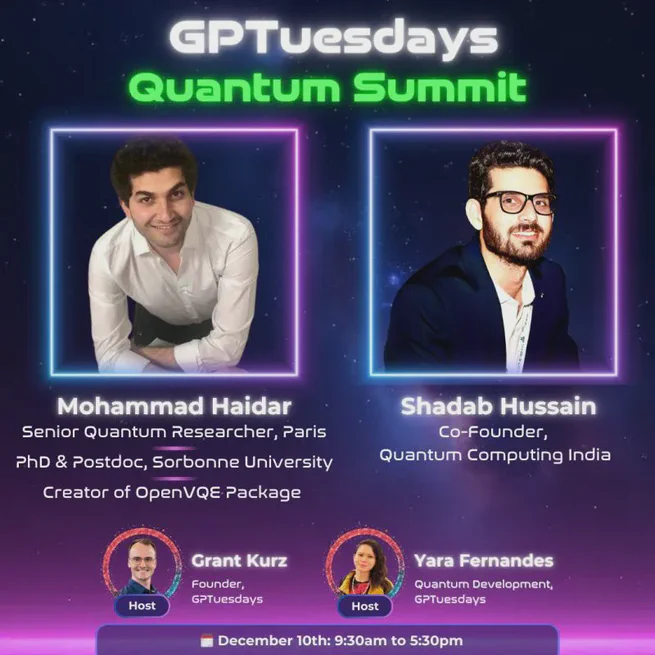 GPTuesdays
Quantum Summit
Mohammad Haidar
Senior Quantum Researcher, Paris
PhD & Postdoc, Sorbonne University
Creator of OpenVQE Package
Shadab Hussain
Co-Founder,
Quantum Computing India
Grant Kurz
Founder,
GPTuesdays
Host
Yara Fernandes
Quantum Development,
GPTuesdays
Host
December 10th: 9:30am to 5:30pm